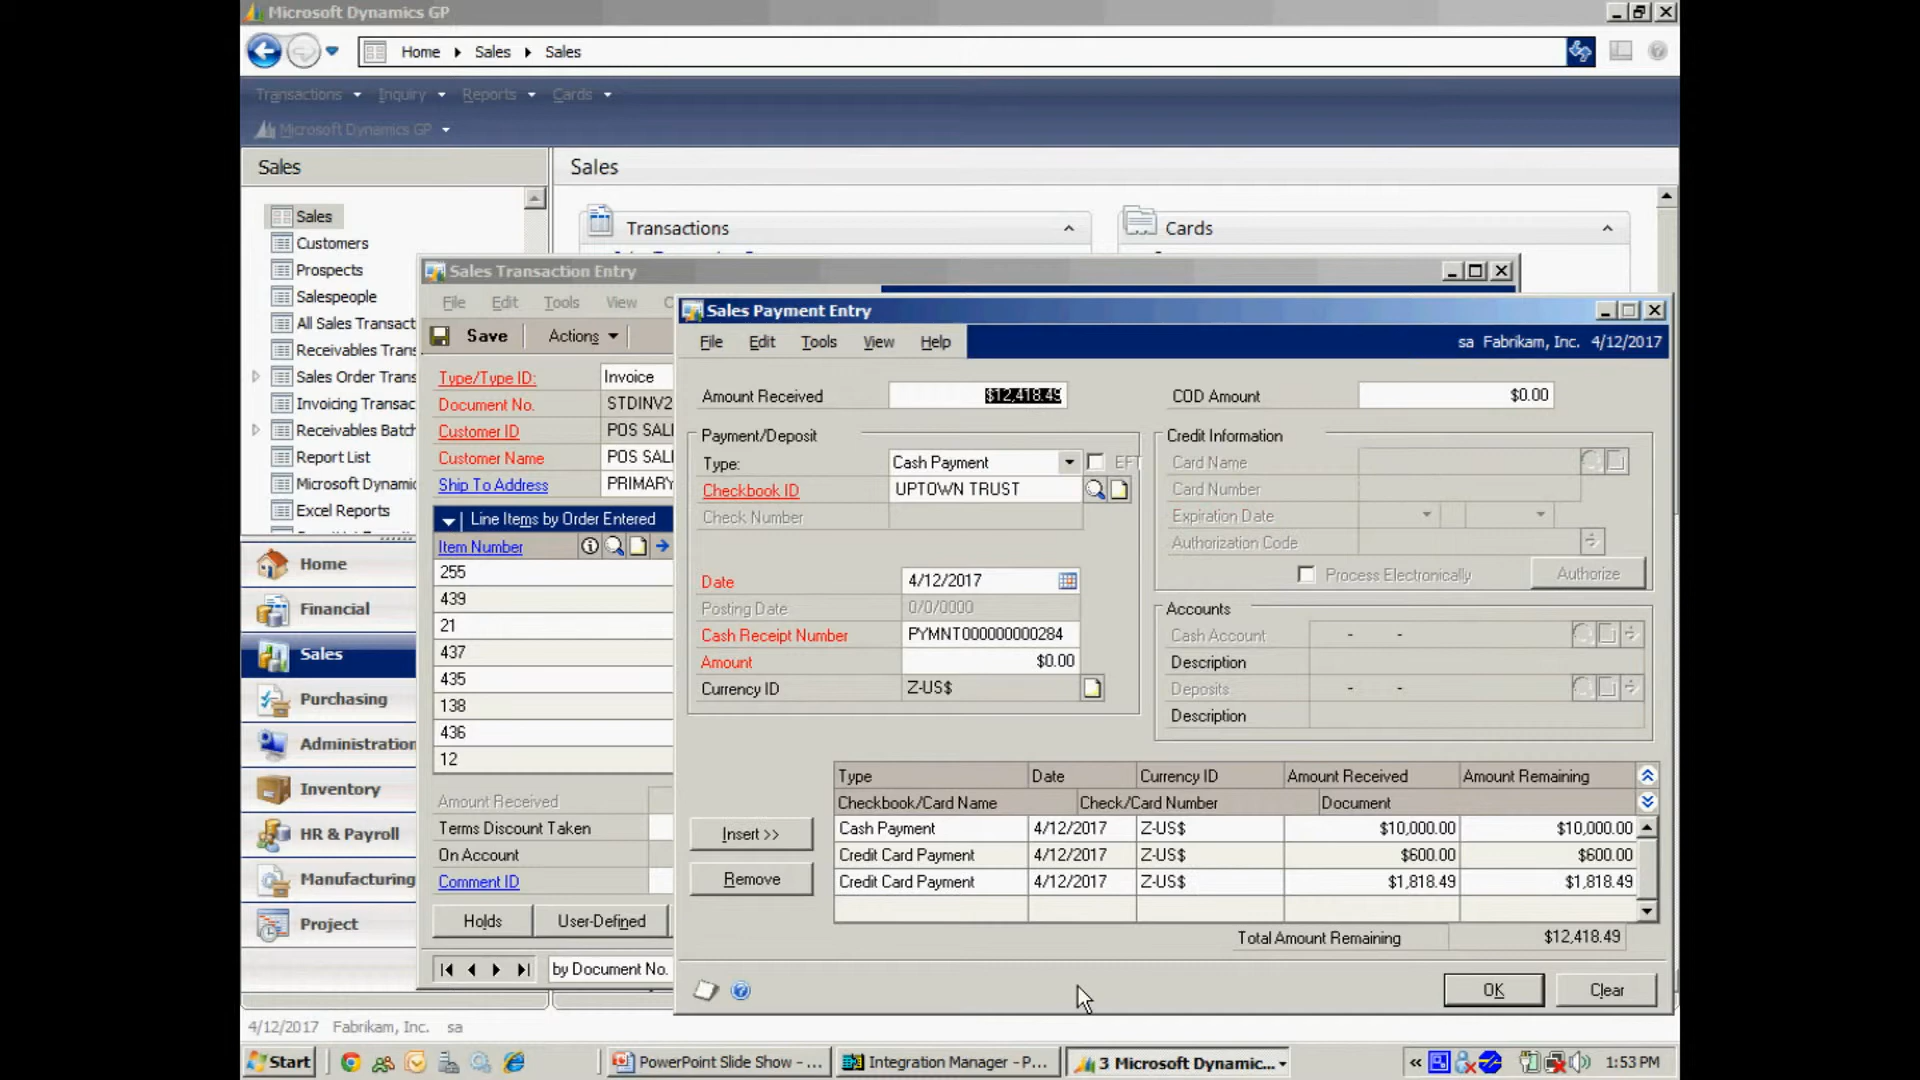 Microsoft Dynamics GP
Home Sales Sales
Transactions Inquiry Reports Cards
Microsoft Dynamics GP
Sales
Sales
Customers
Prospects
Salespeople
All Sales Transact
Receivables Trans
Sales Order Trans
Invoicing Transac
Receivables Batch
Report List
Microsoft Dynamic
Excel Reports
Home
Financial
Sales
Purchasing
Administration
Inventory
HR & Payroll
Manufacturing
Project
Sales
Transactions
Cards
Sales Transaction Entry
File Edit Tools View
Save Actions
Type/Type ID: Invoice
Document No. STDINV2
Customer ID POS SAL
Customer Name POS SAL
Ship To Address PRIMARY
Line Items by Order Entered
Item Number
255
439
21
437
435
138
436
12
Amount Received
Terms Discount Taken
On Account
Comment ID
Holds User-Defined
by Document No.
Sales Payment Entry
File Edit Tools View Help
sa Fabrikam, Inc. 4/12/2017
Amount Received $12,418.49
COD Amount $0.00
Payment/Deposit
Type: Cash Payment EFT
Checkbook ID UPTOWN TRUST
Check Number
Date 4/12/2017
Posting Date 0/0/0000
Cash Receipt Number PYMNT000000000284
Amount $0.00
Currency ID Z-US$
Credit Information
Card Name
Card Number
Expiration Date
Authorization Code
Process Electronically Authorize
Accounts
Cash Account - -
Description
Deposits - -
Description
Type Date Currency ID Amount Received Amount Remaining
Checkbook/Card Name Check/Card Number Document
Cash Payment 4/12/2017 Z-US$ $10,000.00 $10,000.00
Credit Card Payment 4/12/2017 Z-US$ $600.00 $600.00
Credit Card Payment 4/12/2017 Z-US$ $1,818.49 $1,818.49
Insert >>
Remove
Total Amount Remaining $12,418.49
OK Clear
4/12/2017 Fabrikam, Inc. sa
Start PowerPoint Slide Show - ... Integration Manager - P... 3 Microsoft Dynamic... « 1:53 PM